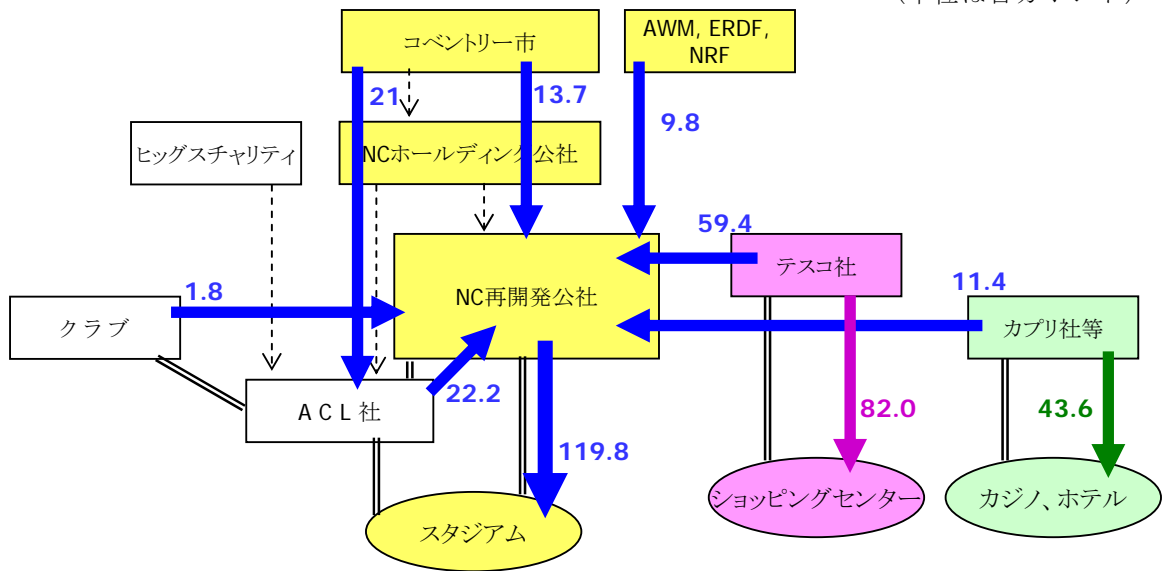 コベントリー市
AWM, ERDF,
NRF
21
13.7
9.8
ヒッグスチャリティ
NCホールディング公社
59.4
テスコ社
11.4
1.8
NC再開発公社
クラブ
カプリ社等
22.2
ACL社
82.0
43.6
119.8
ショッピングセンター
カジノ、ホテル
スタジアム